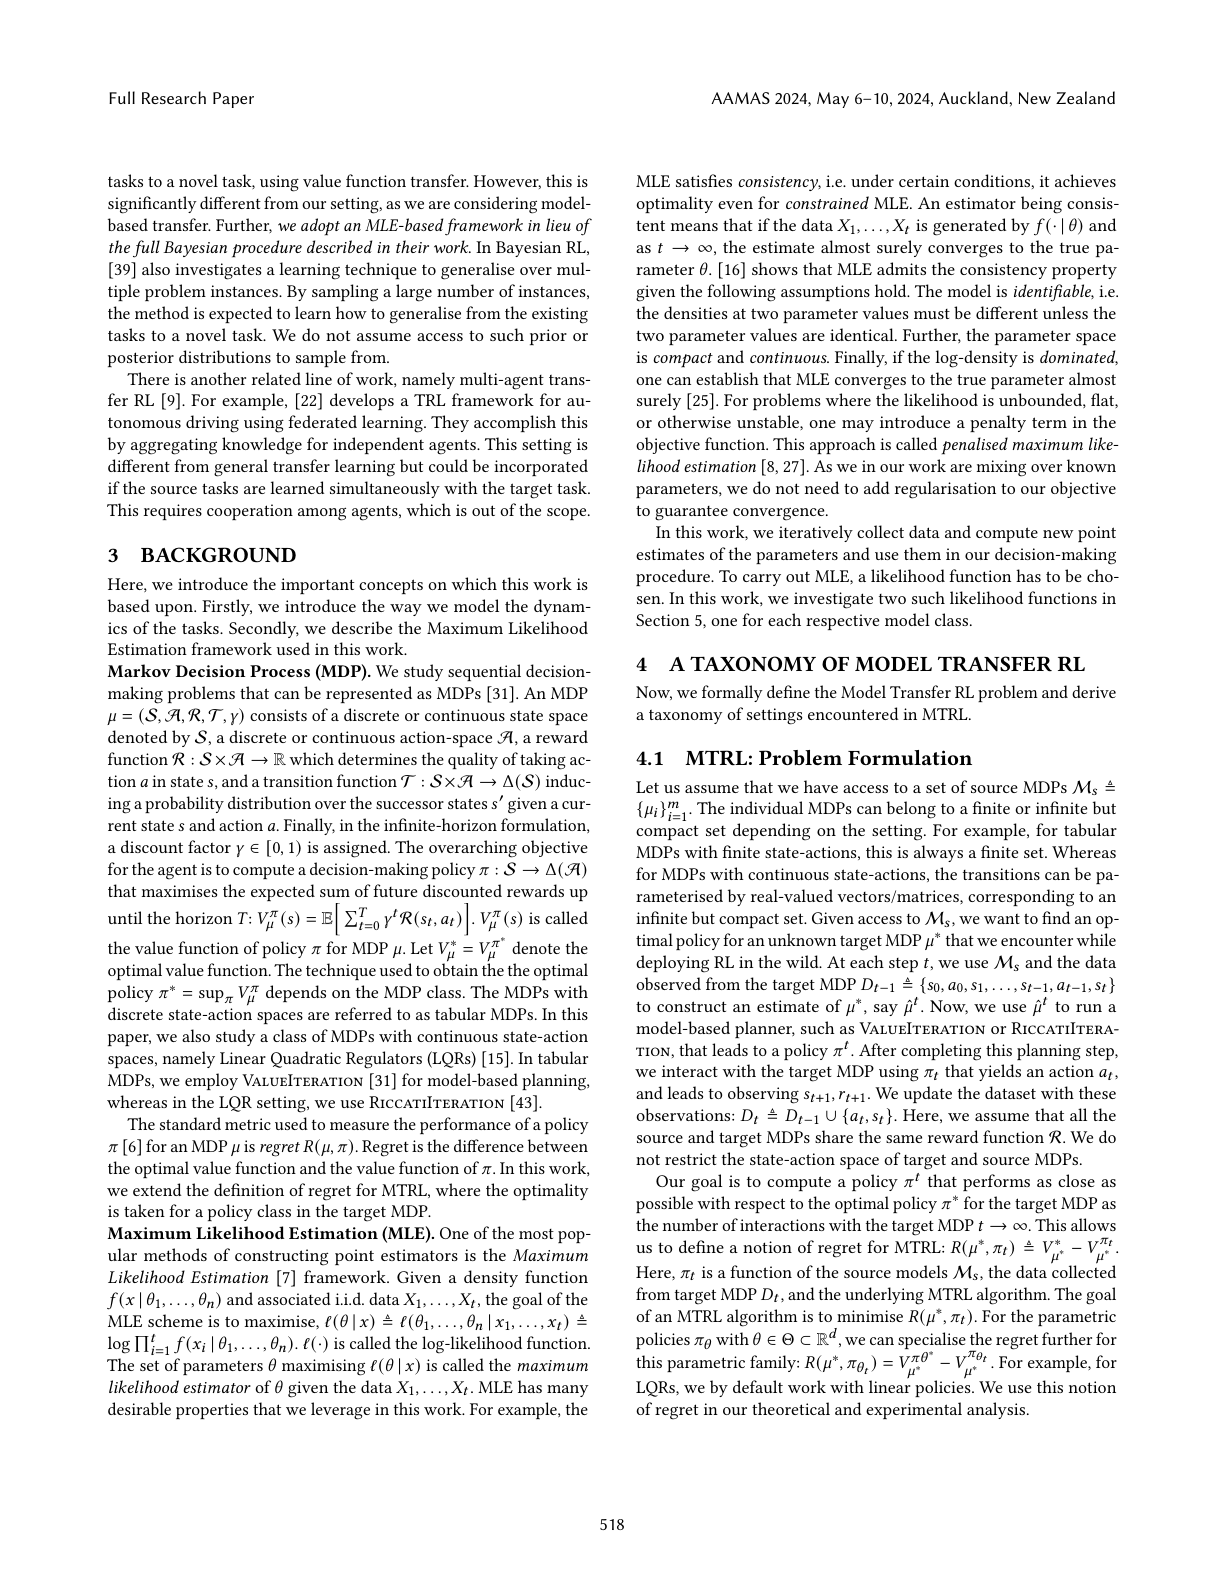 Full Research Paper
AAMAS 2024, May 6–10, 2024, Auckland, New Zealand
tasks to a novel task, using value function transfer. However, this is
significantly different from our setting, as we are considering model-
based transfer. Further, we adopt an MLE-based framework in lieu of
the full Bayesian procedure described in their work. In Bayesian RL,
[39] also investigates a learning technique to generalise over mul-
tiple problem instances. By sampling a large number of instances,
the method is expected to learn how to generalise from the existing
tasks to a novel task. We do not assume access to such prior or
posterior distributions to sample from.
There is another related line of work, namely multi-agent trans-
fer RL [9]. For example, [22] develops a TRL framework for au-
tonomous driving using federated learning. They accomplish this
by aggregating knowledge for independent agents. This setting is
different from general transfer learning but could be incorporated
if the source tasks are learned simultaneously with the target task.
This requires cooperation among agents, which is out of the scope.
3 BACKGROUND
Here, we introduce the important concepts on which this work is
based upon. Firstly, we introduce the way we model the dynam-
ics of the tasks. Secondly, we describe the Maximum Likelihood
Estimation framework used in this work.
Markov Decision Process (MDP). We study sequential decision-
making problems that can be represented as MDPs [31]. An MDP
μ = (𝒮, 𝒜, ℛ, 𝒯, γ) consists of a discrete or continuous state space
denoted by 𝒮, a discrete or continuous action-space 𝒜, a reward
function ℛ : 𝒮×𝒜 → ℝ which determines the quality of taking ac-
tion a in state s, and a transition function 𝒯 : 𝒮×𝒜 → Δ(𝒮) induc-
ing a probability distribution over the successor states s′ given a cur-
rent state s and action a. Finally, in the infinite-horizon formulation,
a discount factor γ ∈ [0, 1) is assigned. The overarching objective
for the agent is to compute a decision-making policy π : 𝒮 → Δ(𝒜)
that maximises the expected sum of future discounted rewards up
until the horizon T: V_μ^π(s) = 𝔼[∑_{t=0}^T γ^t ℛ(s_t, a_t)]. V_μ^π(s) is called
the value function of policy π for MDP μ. Let V_μ^* = V_μ^{π^*} denote the
optimal value function. The technique used to obtain the the optimal
policy π^* = sup_π V_μ^π depends on the MDP class. The MDPs with
discrete state-action spaces are referred to as tabular MDPs. In this
paper, we also study a class of MDPs with continuous state-action
spaces, namely Linear Quadratic Regulators (LQRs) [15]. In tabular
MDPs, we employ ValueIteration [31] for model-based planning,
whereas in the LQR setting, we use RiccatiIteration [43].
The standard metric used to measure the performance of a policy
π [6] for an MDP μ is regret R(μ, π). Regret is the difference between
the optimal value function and the value function of π. In this work,
we extend the definition of regret for MTRL, where the optimality
is taken for a policy class in the target MDP.
Maximum Likelihood Estimation (MLE). One of the most pop-
ular methods of constructing point estimators is the Maximum
Likelihood Estimation [7] framework. Given a density function
f(x | θ_1, . . . , θ_n) and associated i.i.d. data X_1, . . . , X_t, the goal of the
MLE scheme is to maximise, ℓ(θ | x) ≜ ℓ(θ_1, . . . , θ_n | x_1, . . . , x_t) ≜
log ∏_{i=1}^t f(x_i | θ_1, . . . , θ_n). ℓ(·) is called the log-likelihood function.
The set of parameters θ maximising ℓ(θ | x) is called the maximum
likelihood estimator of θ given the data X_1, . . . , X_t. MLE has many
desirable properties that we leverage in this work. For example, the
MLE satisfies consistency, i.e. under certain conditions, it achieves
optimality even for constrained MLE. An estimator being consis-
tent means that if the data X_1, . . . , X_t is generated by f(· | θ) and
as t → ∞, the estimate almost surely converges to the true pa-
rameter θ. [16] shows that MLE admits the consistency property
given the following assumptions hold. The model is identifiable, i.e.
the densities at two parameter values must be different unless the
two parameter values are identical. Further, the parameter space
is compact and continuous. Finally, if the log-density is dominated,
one can establish that MLE converges to the true parameter almost
surely [25]. For problems where the likelihood is unbounded, flat,
or otherwise unstable, one may introduce a penalty term in the
objective function. This approach is called penalised maximum like-
lihood estimation [8, 27]. As we in our work are mixing over known
parameters, we do not need to add regularisation to our objective
to guarantee convergence.
In this work, we iteratively collect data and compute new point
estimates of the parameters and use them in our decision-making
procedure. To carry out MLE, a likelihood function has to be cho-
sen. In this work, we investigate two such likelihood functions in
Section 5, one for each respective model class.
4 A TAXONOMY OF MODEL TRANSFER RL
Now, we formally define the Model Transfer RL problem and derive
a taxonomy of settings encountered in MTRL.
4.1 MTRL: Problem Formulation
Let us assume that we have access to a set of source MDPs ℳ_s ≜
{μ_i}_{i=1}^m. The individual MDPs can belong to a finite or infinite but
compact set depending on the setting. For example, for tabular
MDPs with finite state-actions, this is always a finite set. Whereas
for MDPs with continuous state-actions, the transitions can be pa-
rameterised by real-valued vectors/matrices, corresponding to an
infinite but compact set. Given access to ℳ_s, we want to find an op-
timal policy for an unknown target MDP μ^* that we encounter while
deploying RL in the wild. At each step t, we use ℳ_s and the data
observed from the target MDP D_{t−1} ≜ {s_0, a_0, s_1, . . . , s_{t−1}, a_{t−1}, s_t}
to construct an estimate of μ^*, say μ̂^t. Now, we use μ̂^t to run a
model-based planner, such as ValueIteration or RiccatiItera-
tion, that leads to a policy π^t. After completing this planning step,
we interact with the target MDP using π_t that yields an action a_t,
and leads to observing s_{t+1}, r_{t+1}. We update the dataset with these
observations: D_t ≜ D_{t−1} ∪ {a_t, s_t}. Here, we assume that all the
source and target MDPs share the same reward function ℛ. We do
not restrict the state-action space of target and source MDPs.
Our goal is to compute a policy π^t that performs as close as
possible with respect to the optimal policy π^* for the target MDP as
the number of interactions with the target MDP t → ∞. This allows
us to define a notion of regret for MTRL: R(μ^*, π_t) ≜ V_{μ^*}^* − V_{μ^*}^{π_t}.
Here, π_t is a function of the source models ℳ_s, the data collected
from target MDP D_t, and the underlying MTRL algorithm. The goal
of an MTRL algorithm is to minimise R(μ^*, π_t). For the parametric
policies π_θ with θ ∈ Θ ⊂ ℝ^d, we can specialise the regret further for
this parametric family: R(μ^*, π_{θ_t}) = V_{μ^*}^{πθ^*} − V_{μ^*}^{π_{θ_t}}. For example, for
LQRs, we by default work with linear policies. We use this notion
of regret in our theoretical and experimental analysis.
518